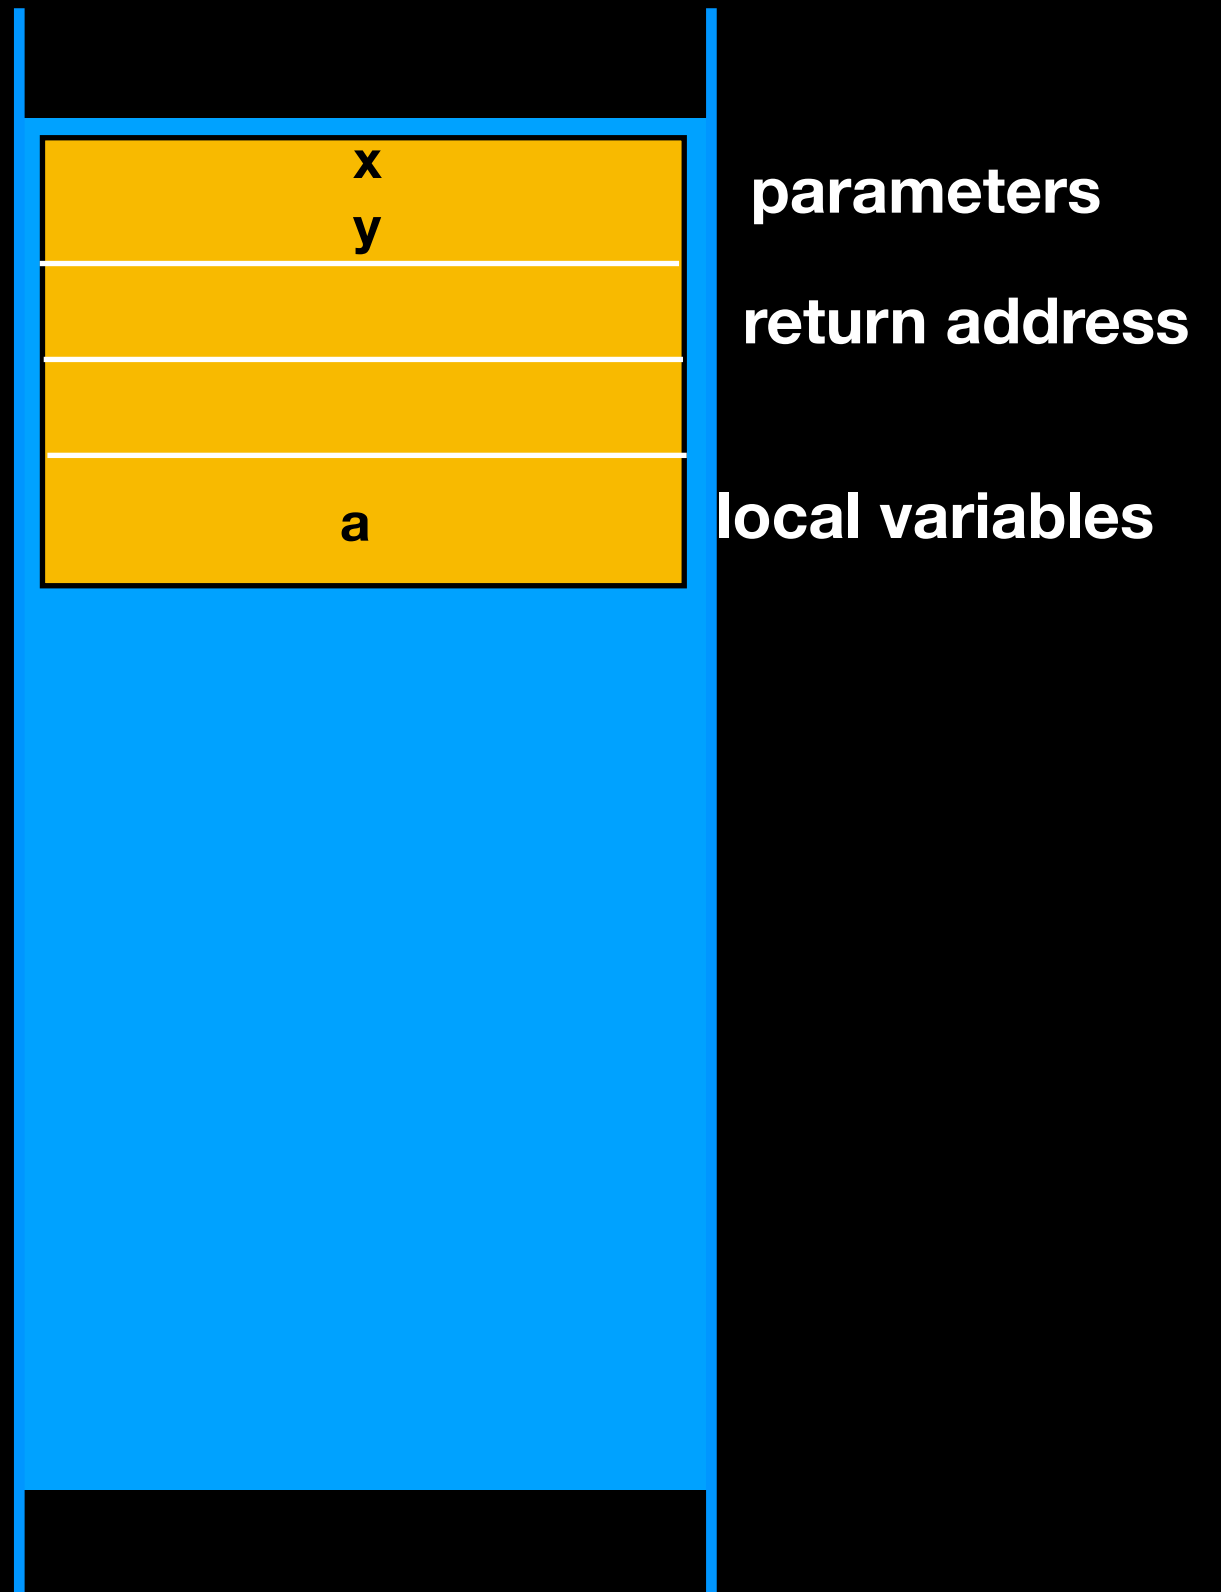 x
parameters
y
return address
a
local variables